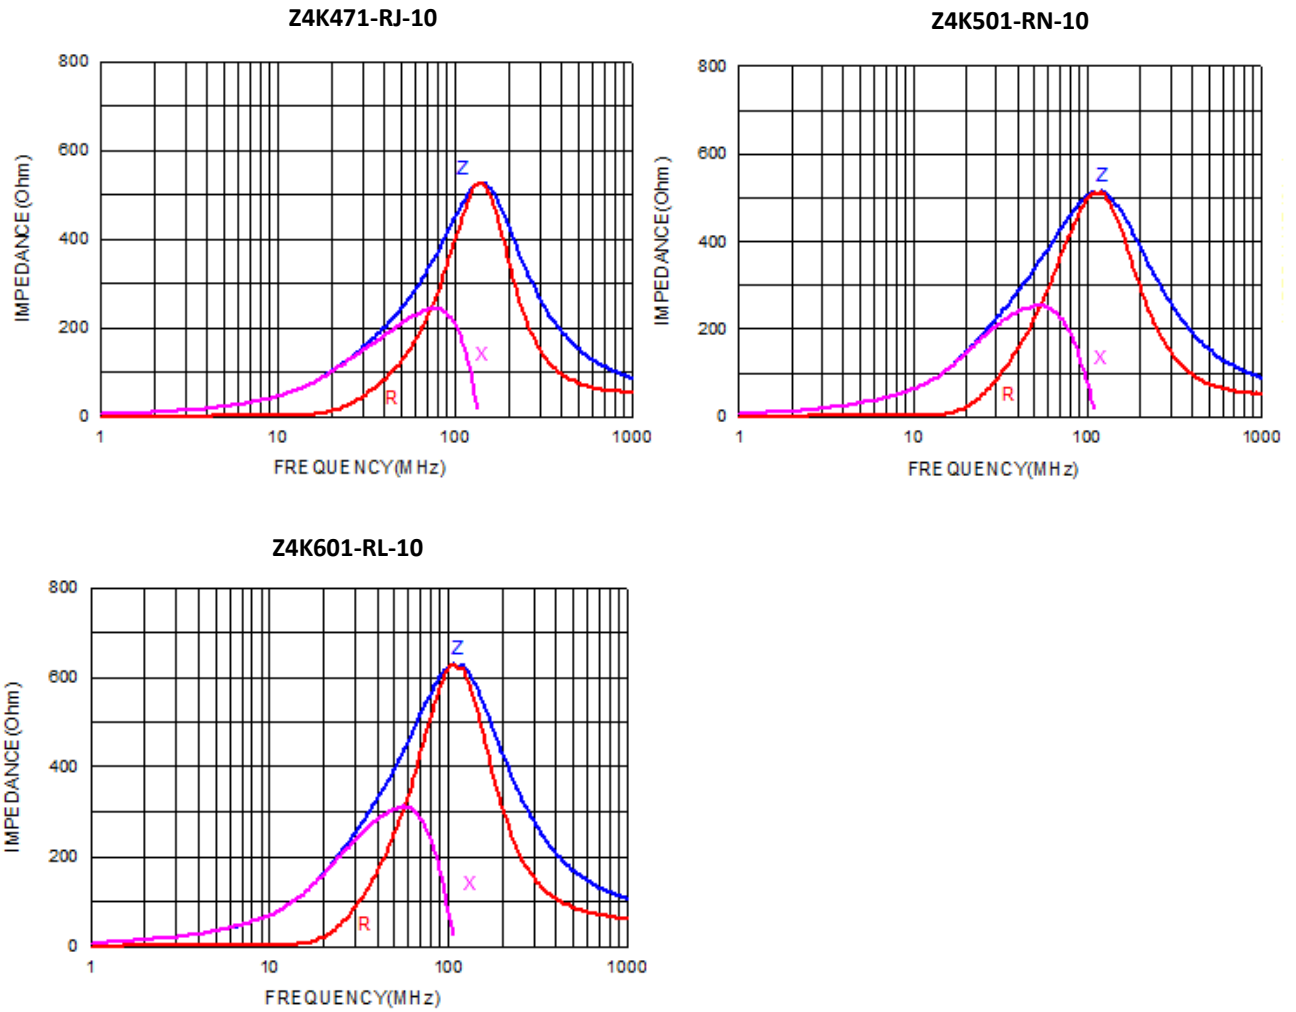 Z4K471-RJ-10
800
600
400
200
0
IMPEDANCE(Ohm)
Z
X
R
1
10
100
1000
FREQUENCY(MHz)
Z4K501-RN-10
800
600
400
200
0
IMPEDANCE(Ohm)
Z
X
R
1
10
100
1000
FREQUENCY(MHz)
Z4K601-RL-10
800
600
400
200
0
IMPEDANCE(Ohm)
Z
X
R
1
10
100
1000
FREQUENCY(MHz)